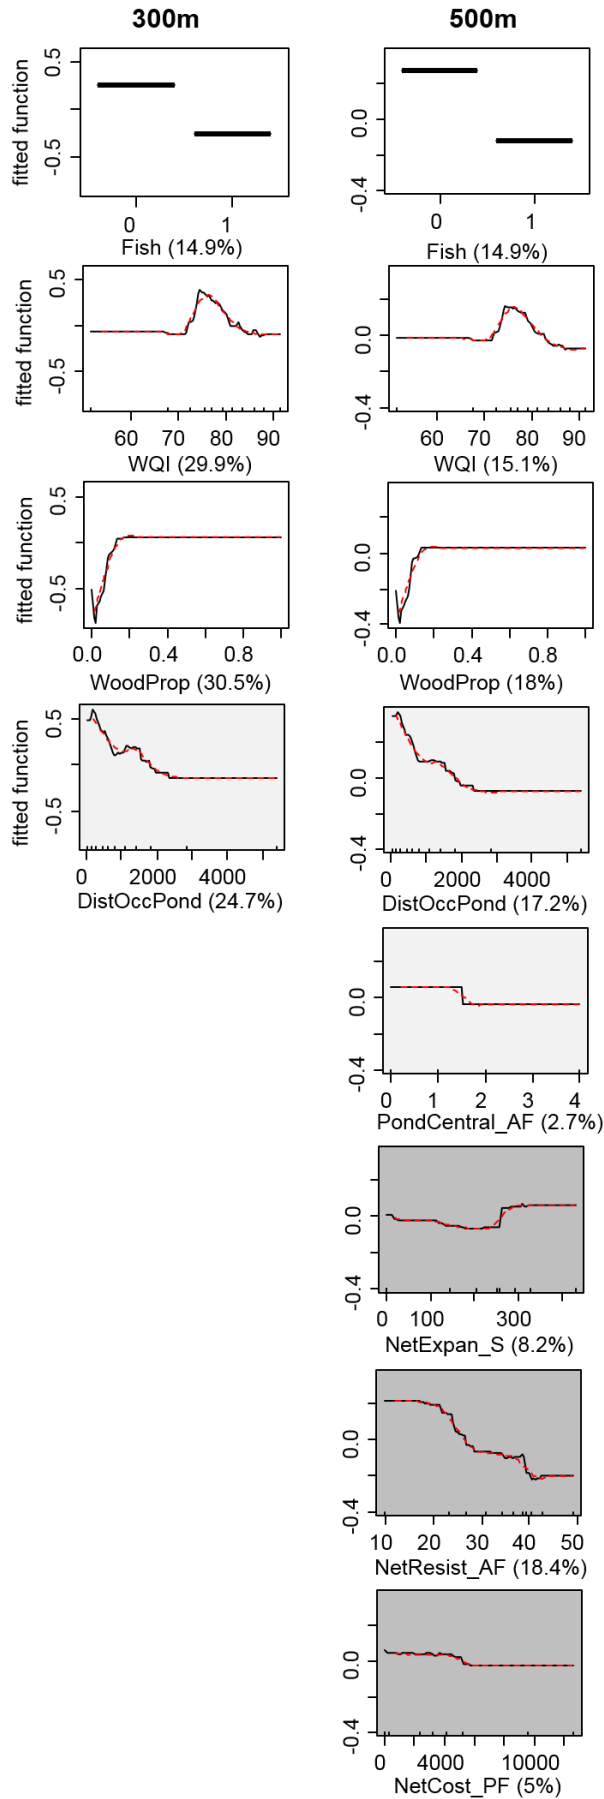 300m 500m
fitted function
0.5
-0.5
0 1
Fish (14.9%)
0.0
-0.4
0 1
Fish (14.9%)
fitted function
0.5
-0.5
60 70 80 90
WQI (29.9%)
0.0
-0.4
60 70 80 90
WQI (15.1%)
fitted function
0.5
-0.5
0.0 0.4 0.8
WoodProp (30.5%)
0.0
-0.4
0.0 0.4 0.8
WoodProp (18%)
fitted function
0.5
-0.5
0 2000 4000
DistOccPond (24.7%)
0.0
-0.4
0 2000 4000
DistOccPond (17.2%)
0.0
-0.4
0 1 2 3 4
PondCentral_AF (2.7%)
0.0
-0.4
0 100 300
NetExpan_S (8.2%)
0.0
-0.4
10 20 30 40 50
NetResist_AF (18.4%)
0.0
-0.4
0 4000 10000
NetCost_PF (5%)